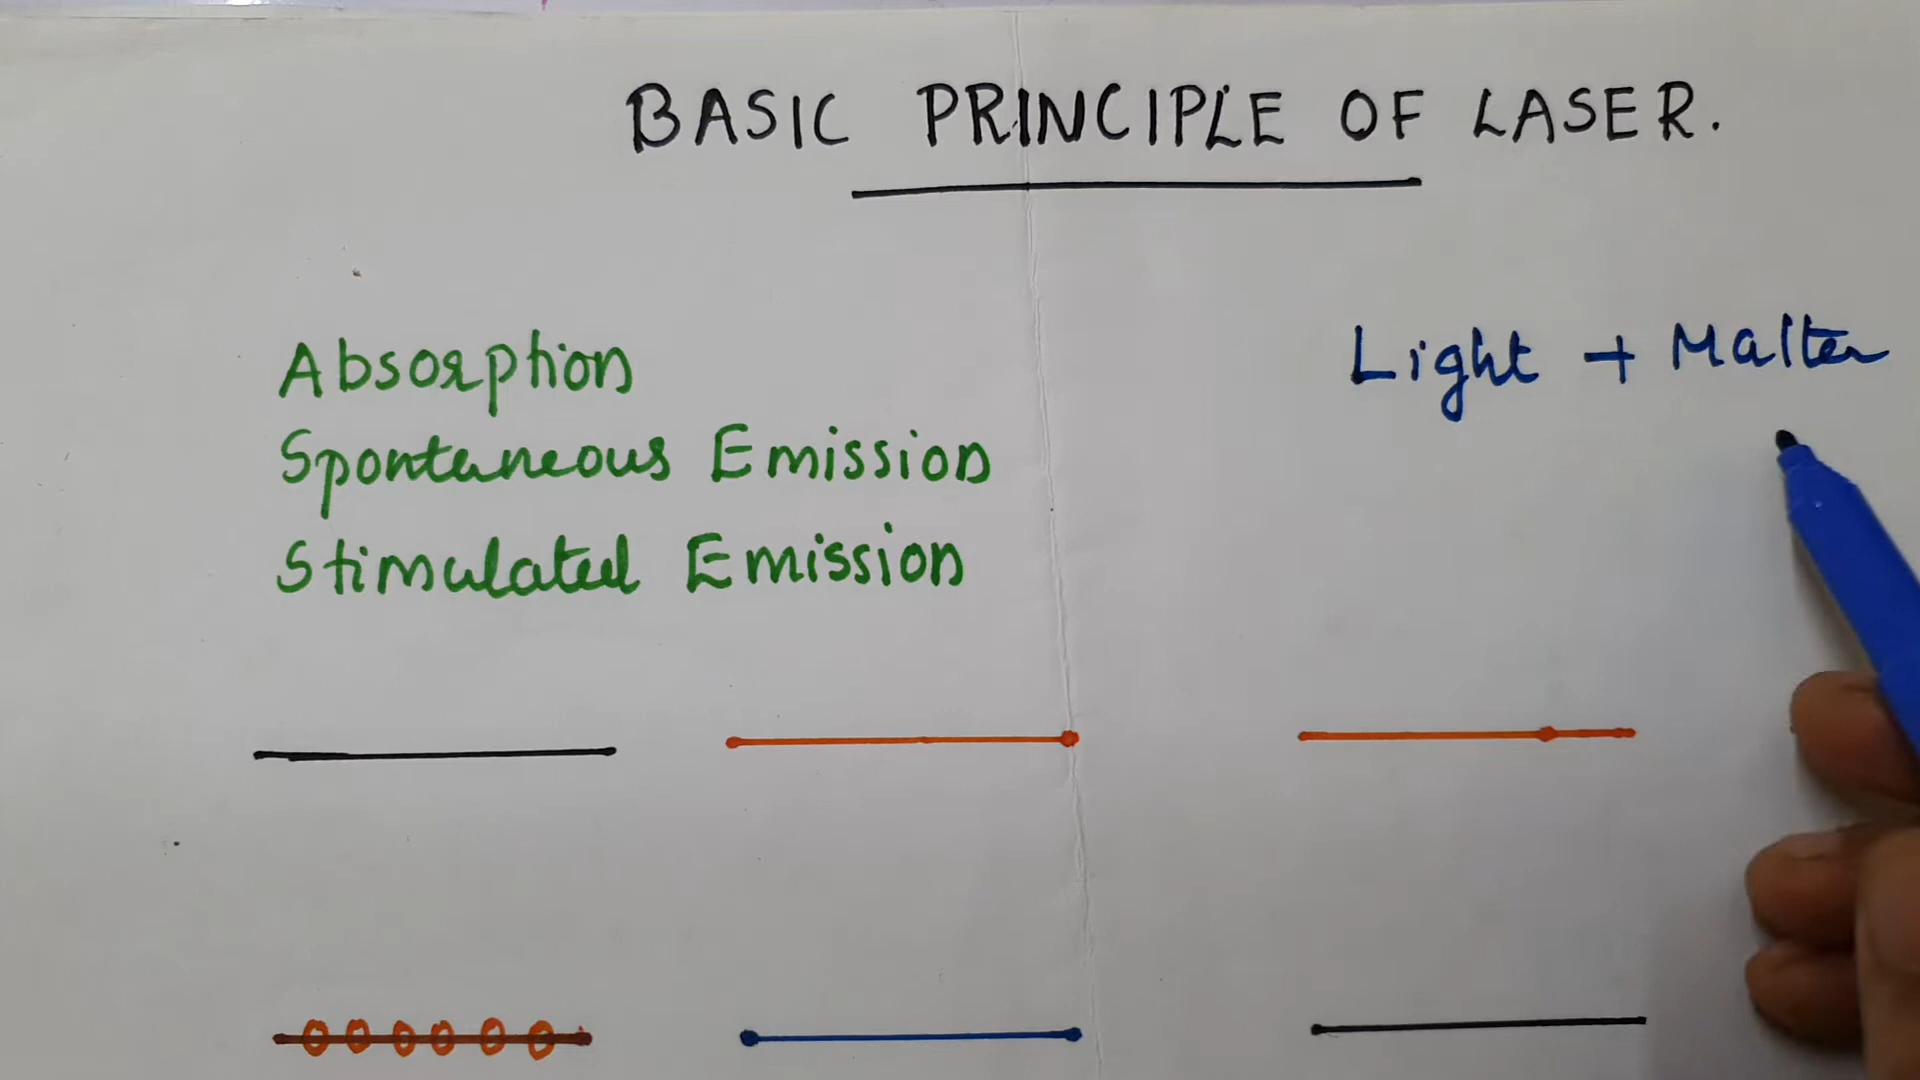 BASIC PRINCIPLE OF LASER.
Absorption
Spontaneous Emission
Stimulated Emission
Light + Matter